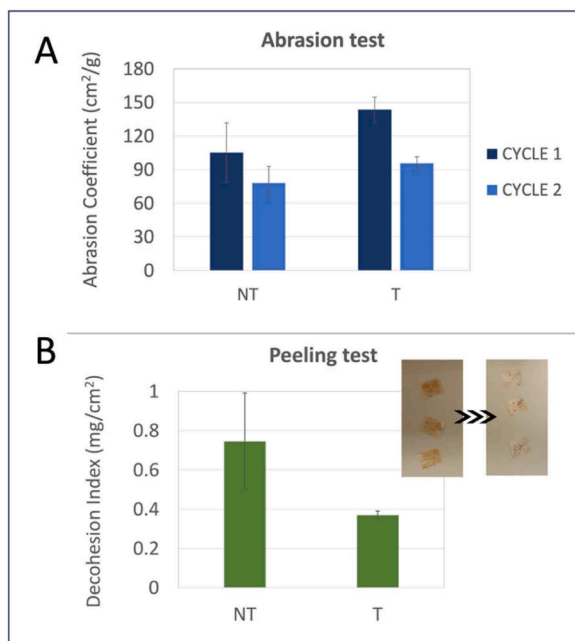 A
Abrasion test
Abrasion Coefficient (cm²/g)
180
150
120
90
60
30
0
NT
T
CYCLE 1
CYCLE 2
B
Peeling test
Decohesion Index (mg/cm²)
1
0.8
0.6
0.4
0.2
0
NT
T